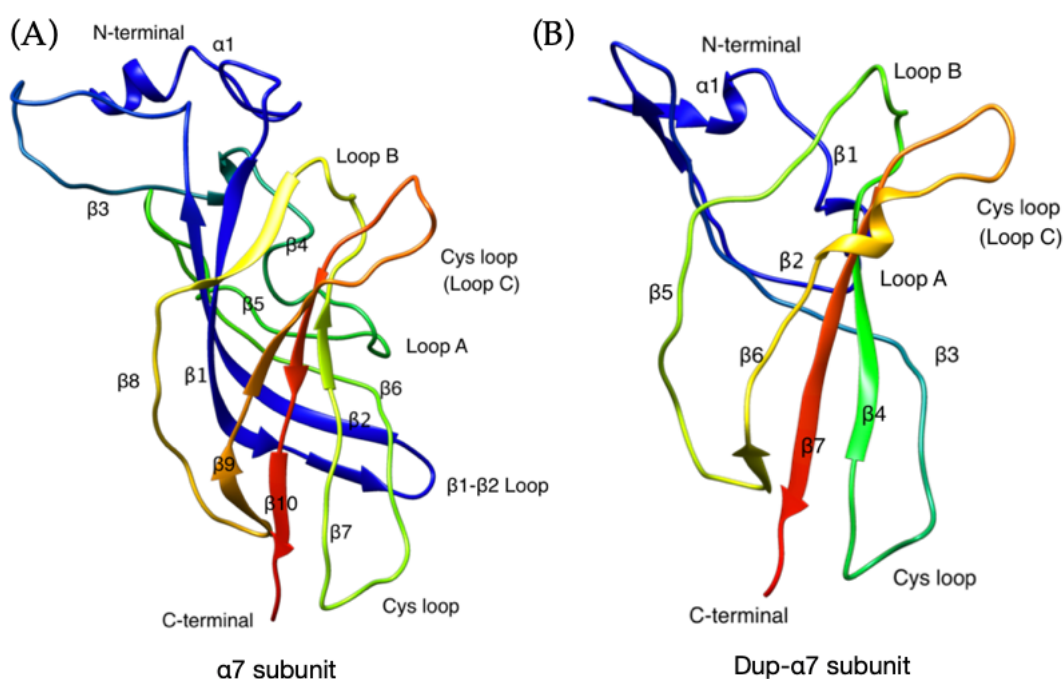 (A)
N-terminal
α1
Loop B
β3
β4
Cys loop
(Loop C)
β5
Loop A
β8
β1
β6
β2
β9
β1-β2 Loop
β10
β7
Cys loop
C-terminal
α7 subunit
(B)
N-terminal
Loop B
α1
β1
Cys loop
(Loop C)
β2
Loop A
β5
β6
β3
β4
β7
Cys loop
C-terminal
Dup-α7 subunit